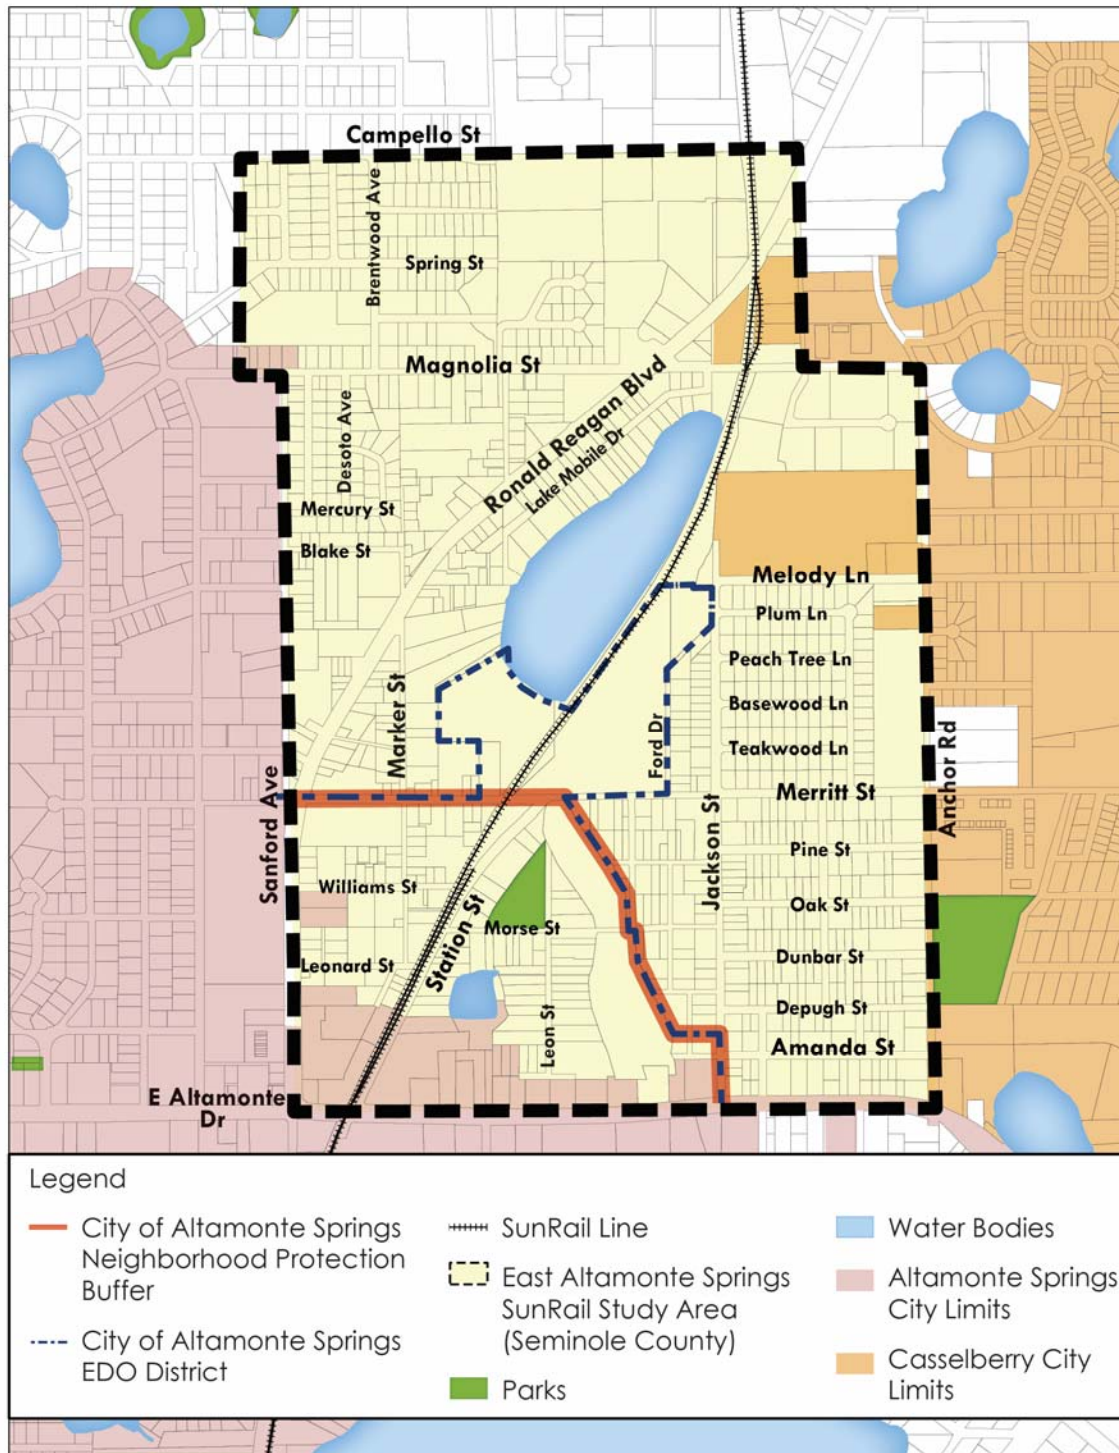 Campello St
Brentwood Ave
Spring St
Magnolia St
Ronald Reagan Blvd
Lake Mobile Dr
Desoto Ave
Mercury St
Blake St
Melody Ln
Plum Ln
Peach Tree Ln
Basewood Ln
Teakwood Ln
Marker St
Ford Dr
Merritt St
Anchor Rd
Sanford Ave
Jackson St
Pine St
Williams St
Oak St
Station St
Morse St
Leonard St
Dunbar St
Depugh St
Leon St
Amanda St
E Altamonte
Dr
Legend
City of Altamonte Springs
Neighborhood Protection
Buffer
City of Altamonte Springs
EDO District
SunRail Line
East Altamonte Springs
SunRail Study Area
(Seminole County)
Parks
Water Bodies
Altamonte Springs
City Limits
Casselberry City
Limits